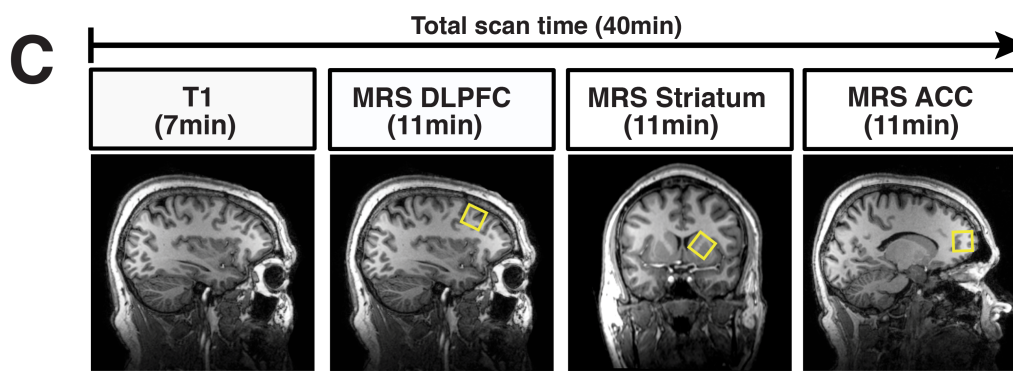 C
Total scan time (40min)
T1
(7min)
MRS DLPFC
(11min)
MRS Striatum
(11min)
MRS ACC
(11min)